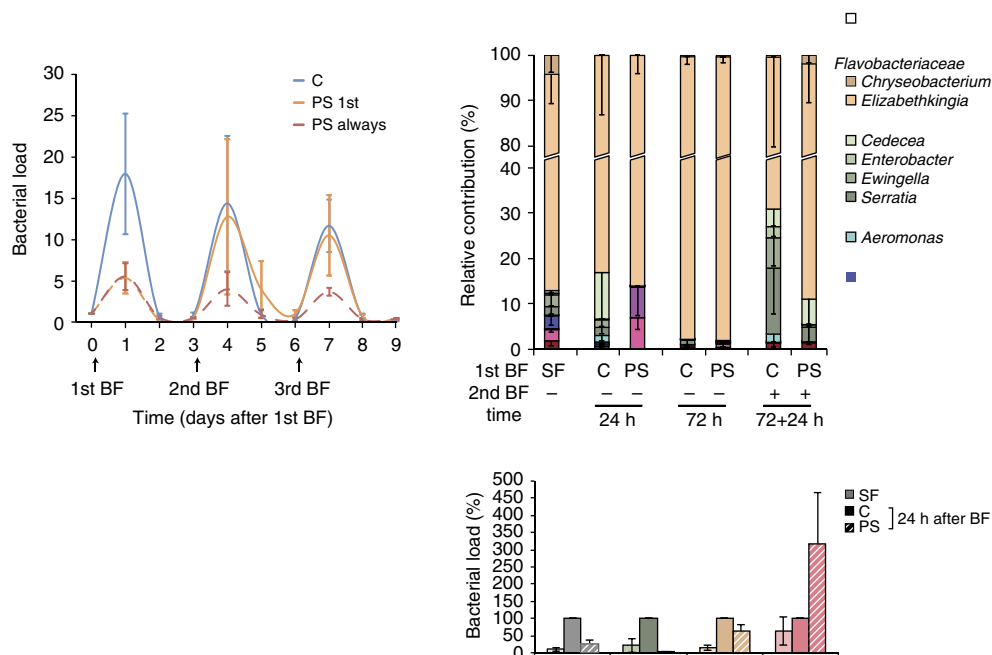 30
25
20
15
10
5
0
Bacterial load
C
PS 1st
PS always
0 1 2 3 4 5 6 7 8 9
1st BF 2nd BF 3rd BF
Time (days after 1st BF)
100
90
80
40
30
20
10
0
Relative contribution (%)
1st BF SF C PS C PS C PS
2nd BF – – – – – + +
time 24 h 72 h 72+24 h
Flavobacteriaceae
Chryseobacterium
Elizabethkingia
Cedecea
Enterobacter
Ewingella
Serratia
Aeromonas
500
450
400
350
300
250
200
150
100
50
0
Bacterial load (%)
SF
C
PS
24 h after BF